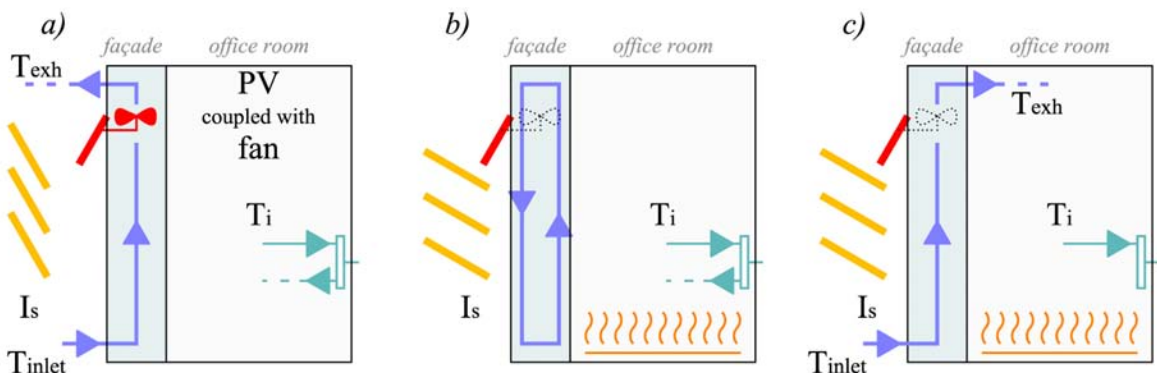 a)
façade office room
Texh
PV
coupled with
fan
Ti
Is
Tinlet
b)
façade office room
Ti
Is
c)
façade office room
Texh
Ti
Is
Tinlet